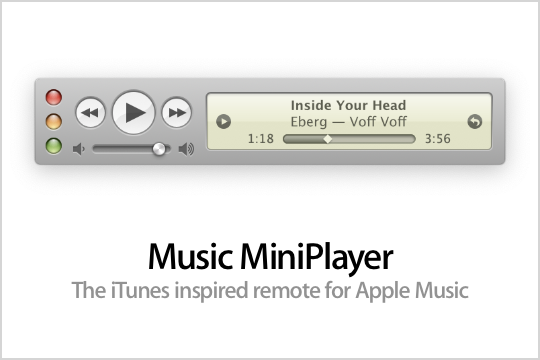 Inside Your Head
Eberg — Voff Voff
1:18 3:56
Music MiniPlayer
The iTunes inspired remote for Apple Music